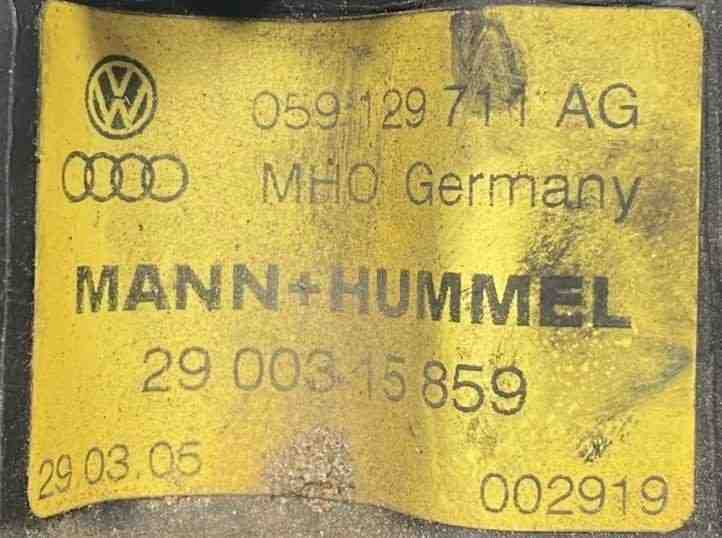 059 129 711 AG
MHO Germany
MANN+HUMMEL
29 003 15 859
29.03.05
002919